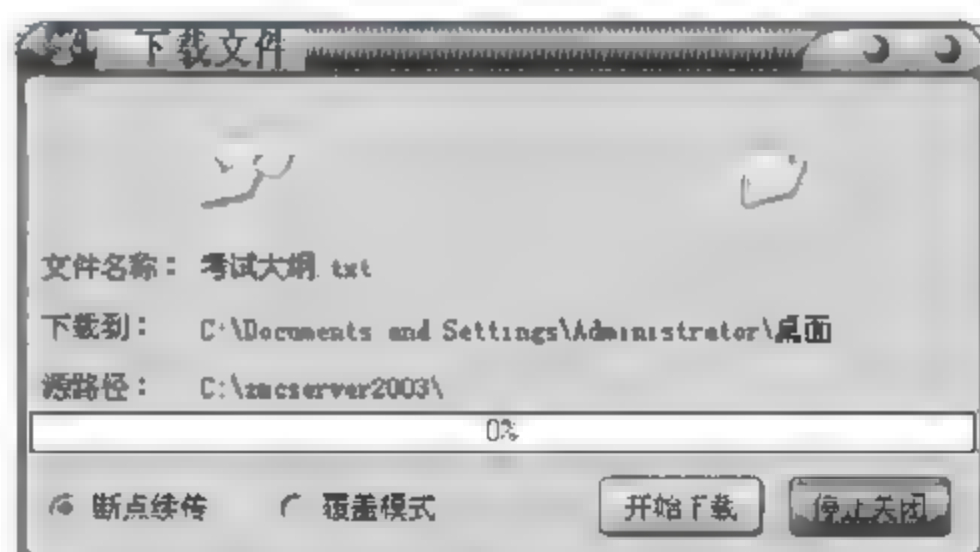 下载文件
文件名称： 考试大纲.txt
下载到： C:\Documents and Settings\Administrator\桌面
源路径： C:\zmcserver2003\
0%
断点续传 覆盖模式 开始下载 停止关闭